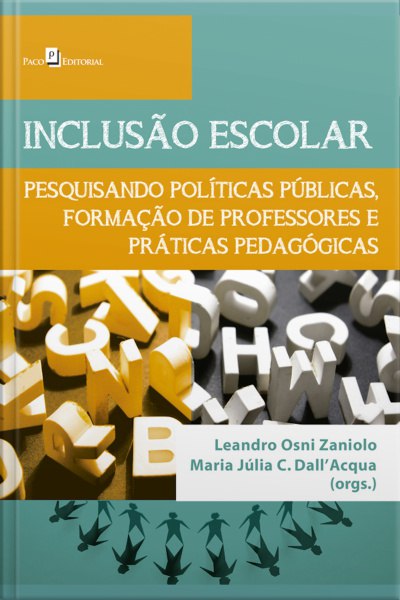 PACO P EDITORIAL
INCLUSÃO ESCOLAR
PESQUISANDO POLÍTICAS PÚBLICAS,
FORMAÇÃO DE PROFESSORES E
PRÁTICAS PEDAGÓGICAS
Leandro Osni Zaniolo
Maria Júlia C. Dall'Acqua
(orgs.)